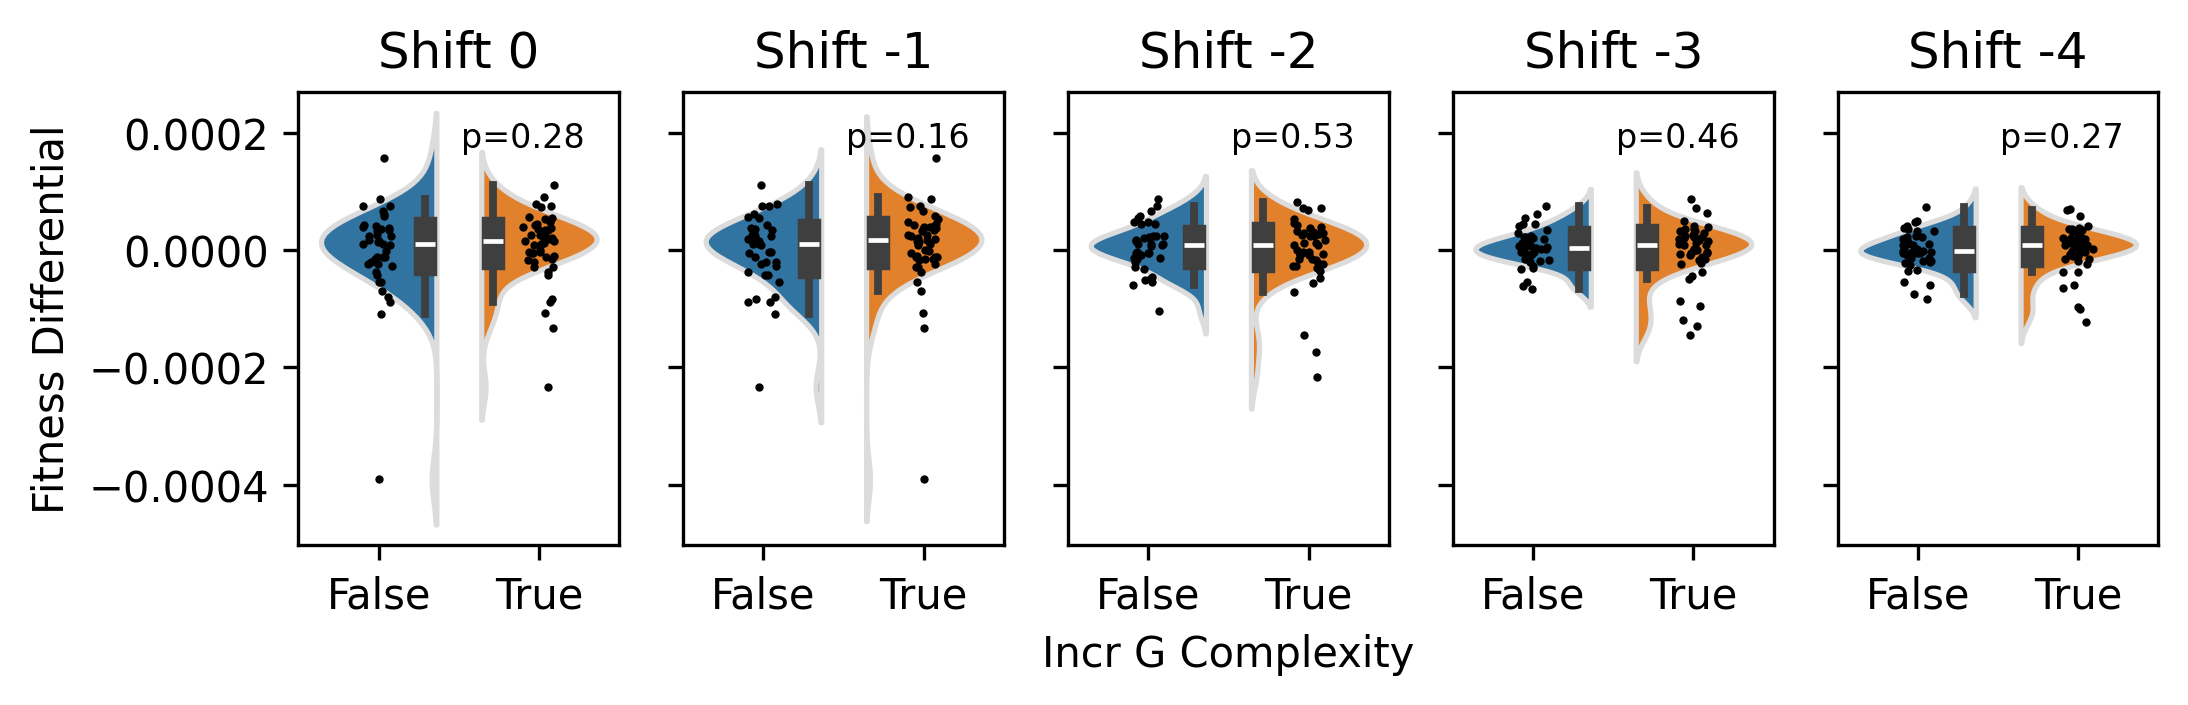 Shift 0
Shift -1
Shift -2
Shift -3
Shift -4
p=0.28
p=0.16
p=0.53
p=0.46
p=0.27
Fitness Differential
0.0002
0.0000
−0.0002
−0.0004
False True
False True
False True
False True
False True
Incr G Complexity